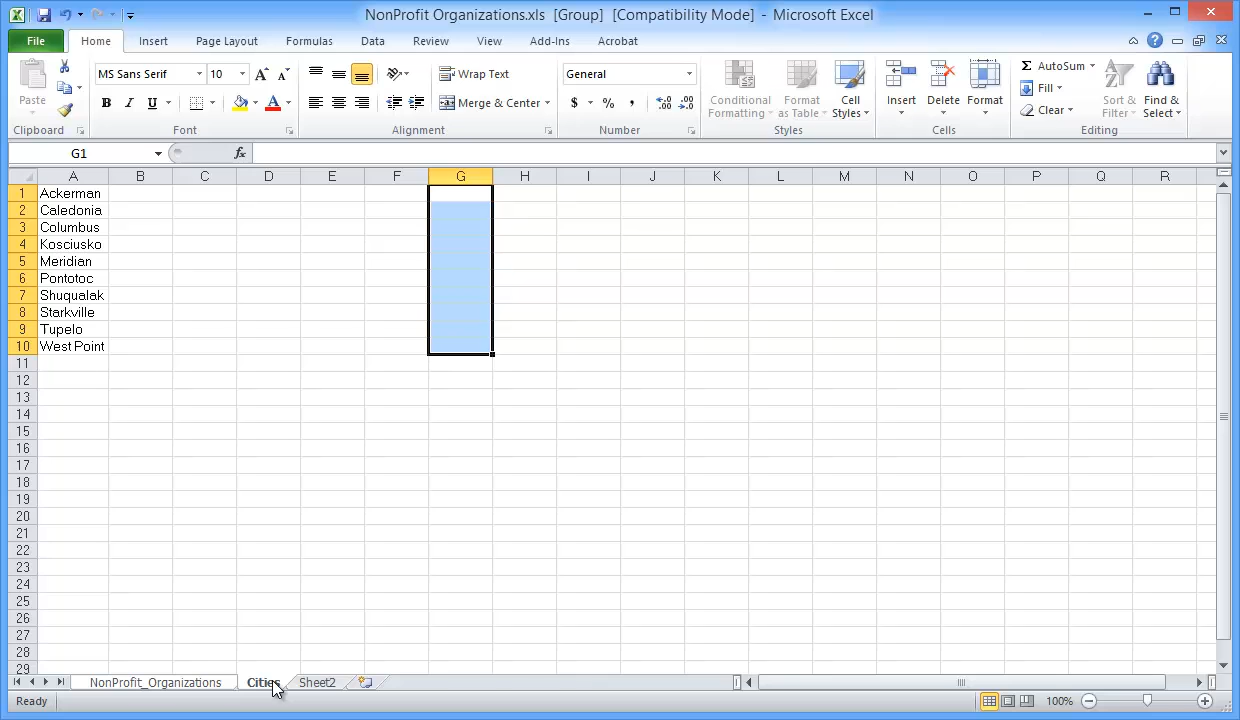 NonProfit Organizations.xls [Group] [Compatibility Mode] - Microsoft Excel
File Home Insert Page Layout Formulas Data Review View Add-Ins Acrobat
MS Sans Serif 10 Wrap Text General AutoSum
Paste B I U Merge & Center $ % , Conditional Formatting Format as Table Cell Styles Insert Delete Format Fill Clear Sort & Filter Find & Select
Clipboard Font Alignment Number Styles Cells Editing
G1 fx
A B C D E F G H I J K L M N O P Q R
1 Ackerman
2 Caledonia
3 Columbus
4 Kosciusko
5 Meridian
6 Pontotoc
7 Shuqualak
8 Starkville
9 Tupelo
10 West Point
11
12
13
14
15
16
17
18
19
20
21
22
23
24
25
26
27
28
29
NonProfit_Organizations Cities Sheet2
Ready 100%